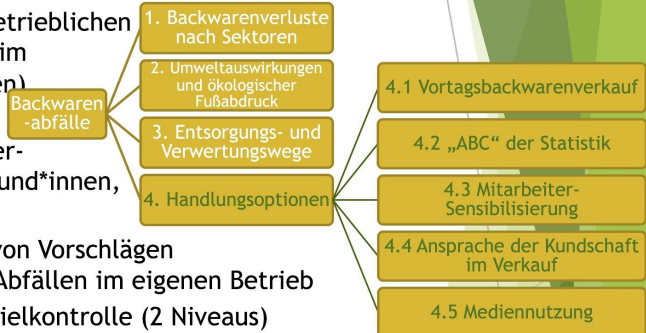 etrieblichen
im
en)
er-
und*innen,
von Vorschlägen
Abfällen im eigenen Betrieb
ielkontrolle (2 Niveaus)
Backwaren
-abfälle
1. Backwarenverluste
nach Sektoren
2. Umweltauswirkungen
und ökologischer
Fußabdruck
3. Entsorgungs- und
Verwertungswege
4. Handlungsoptionen
4.1 Vortagsbackwarenverkauf
4.2 „ABC“ der Statistik
4.3 Mitarbeiter-
Sensibilisierung
4.4 Ansprache der Kundschaft
im Verkauf
4.5 Mediennutzung